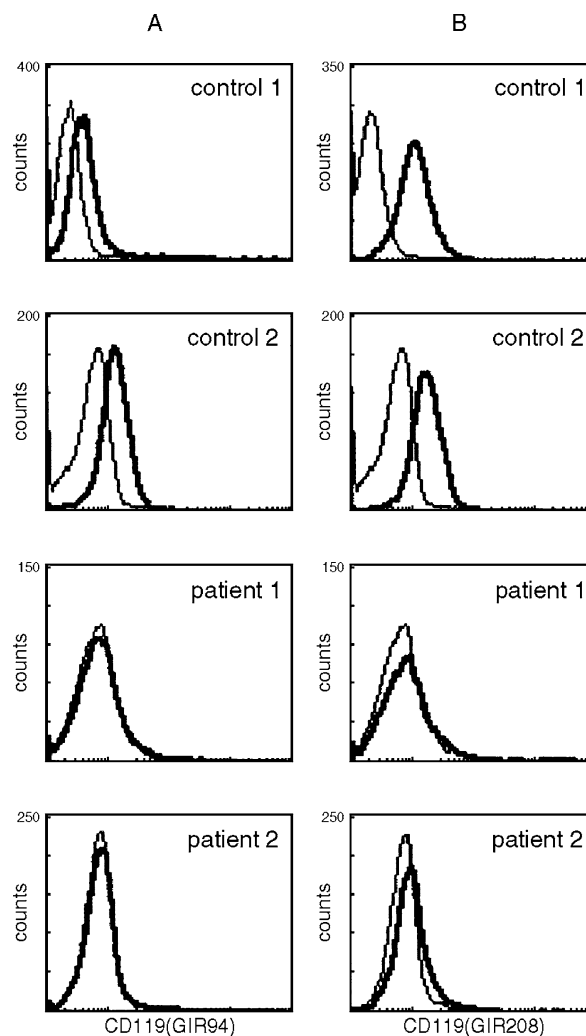 A
B
400
control 1
counts
350
control 1
counts
200
control 2
counts
200
control 2
counts
150
patient 1
counts
150
patient 1
counts
250
patient 2
counts
250
patient 2
counts
CD119(GIR94)
CD119(GIR208)